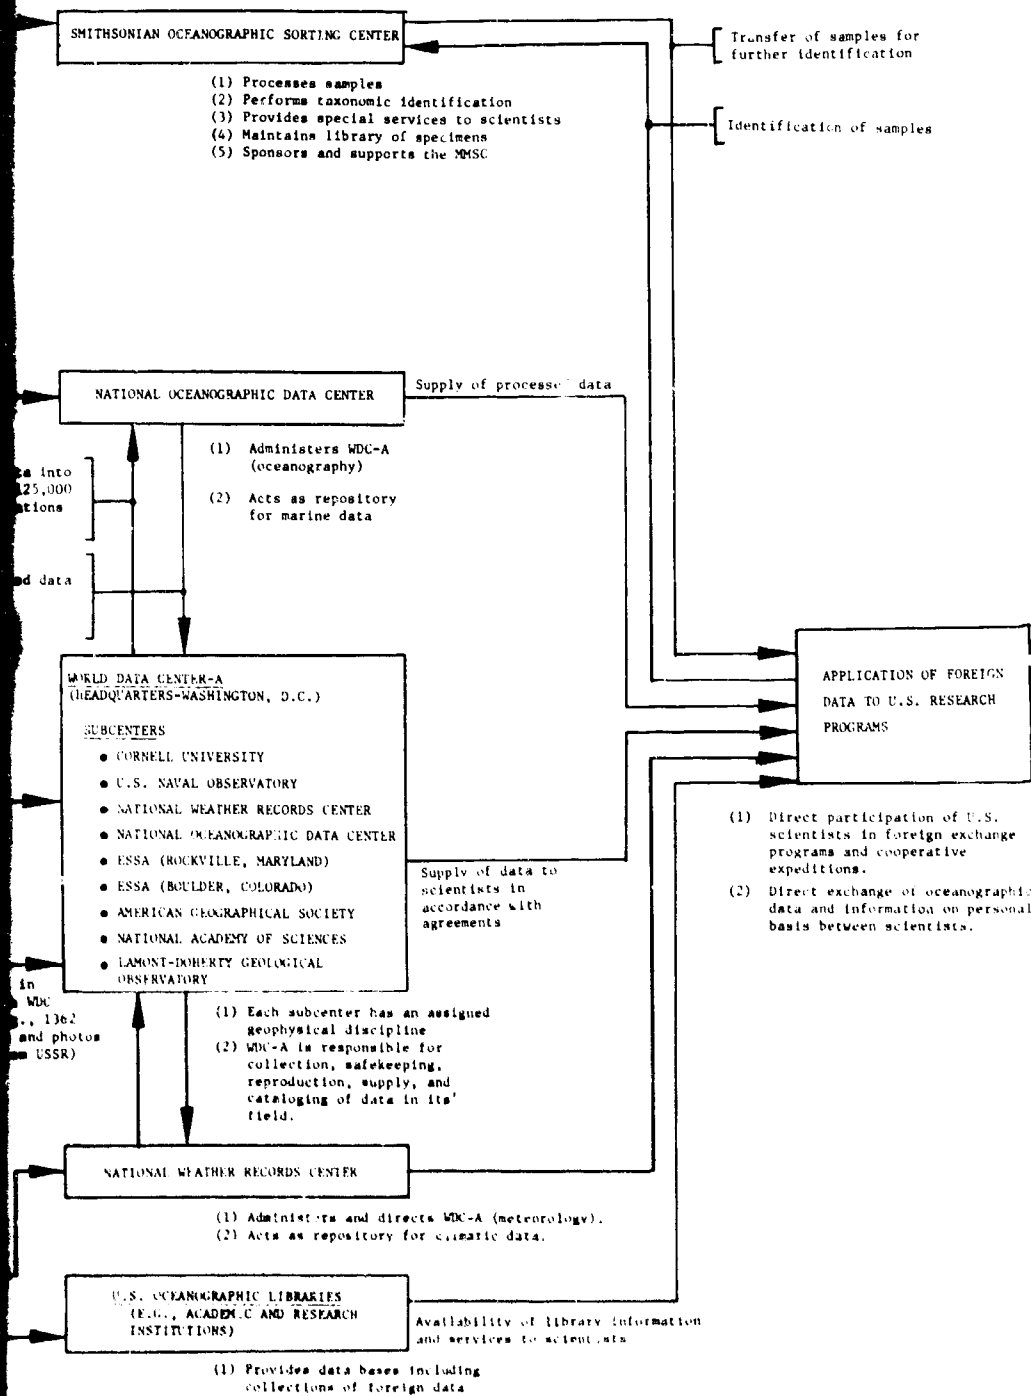 SMITHSONIAN OCEANOGRAPHIC SORTING CENTER
(1) Processes samples
(2) Performs taxonomic identification
(3) Provides special services to scientists
(4) Maintains library of specimens
(5) Sponsors and supports the MMSC
Transfer of samples for
further identification
Identification of samples
NATIONAL OCEANOGRAPHIC DATA CENTER
Supply of processed data
(1) Administers WDC-A
(oceanography)
(2) Acts as repository
for marine data
into
25,000
data
WORLD DATA CENTER-A
(HEADQUARTERS-WASHINGTON, D.C.)
SUBCENTERS
● CORNELL UNIVERSITY
● U.S. NAVAL OBSERVATORY
● NATIONAL WEATHER RECORDS CENTER
● NATIONAL OCEANOGRAPHIC DATA CENTER
● ESSA (ROCKVILLE, MARYLAND)
● ESSA (BOULDER, COLORADO)
● AMERICAN GEOGRAPHICAL SOCIETY
● NATIONAL ACADEMY OF SCIENCES
● LAMONT-DOHERTY GEOLOGICAL
OBSERVATORY
Supply of data to
scientists in
accordance with
agreements
APPLICATION OF FOREIGN
DATA TO U.S. RESEARCH
PROGRAMS
(1) Direct participation of U.S.
scientists in foreign exchange
programs and cooperative
expeditions.
(2) Direct exchange of oceanographic
data and information on personal
basis between scientists.
in
WDC
., 1362
and photos
USSR)
(1) Each subcenter has an assigned
geophysical discipline
(2) WDC-A is responsible for
collection, safekeeping,
reproduction, supply, and
cataloging of data in its'
field.
NATIONAL WEATHER RECORDS CENTER
(1) Administers and directs WDC-A (meteorology).
(2) Acts as repository for climatic data.
U.S. OCEANOGRAPHIC LIBRARIES
(E.G., ACADEMIC AND RESEARCH
INSTITUTIONS)
Availability of library information
and services to scientists
(1) Provides data bases including
collections of foreign data